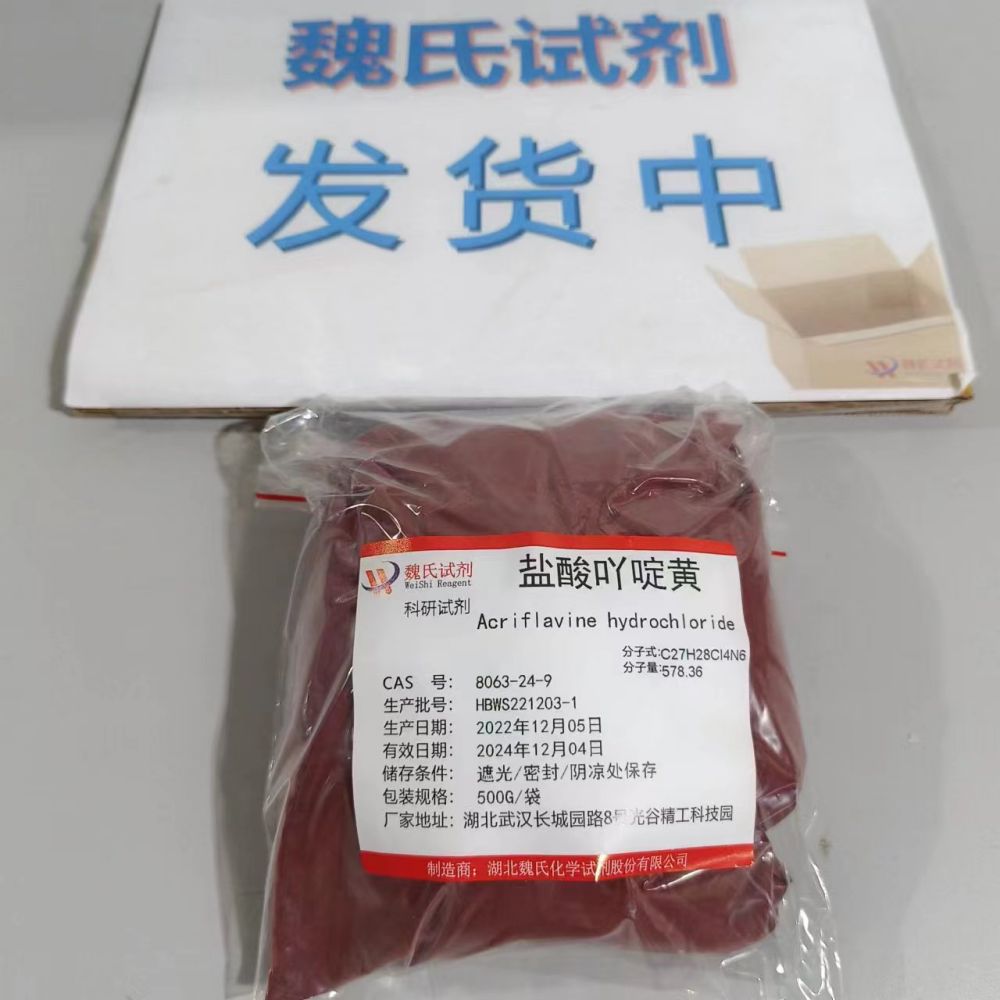 魏氏试剂
发货中
魏氏试剂
魏氏试剂
WeiShi Reagent
科研试剂
盐酸吖啶黄
Acriflavine hydrochloride
分子式:C27H28Cl4N6
分子量:578.36
CAS 号: 8063-24-9
生产批号: HBWS221203-1
生产日期: 2022年12月05日
有效日期: 2024年12月04日
储存条件: 遮光/密封/阴凉处保存
包装规格: 500G/袋
厂家地址: 湖北武汉长城园路8号光谷精工科技园
制造商: 湖北魏氏化学试剂股份有限公司